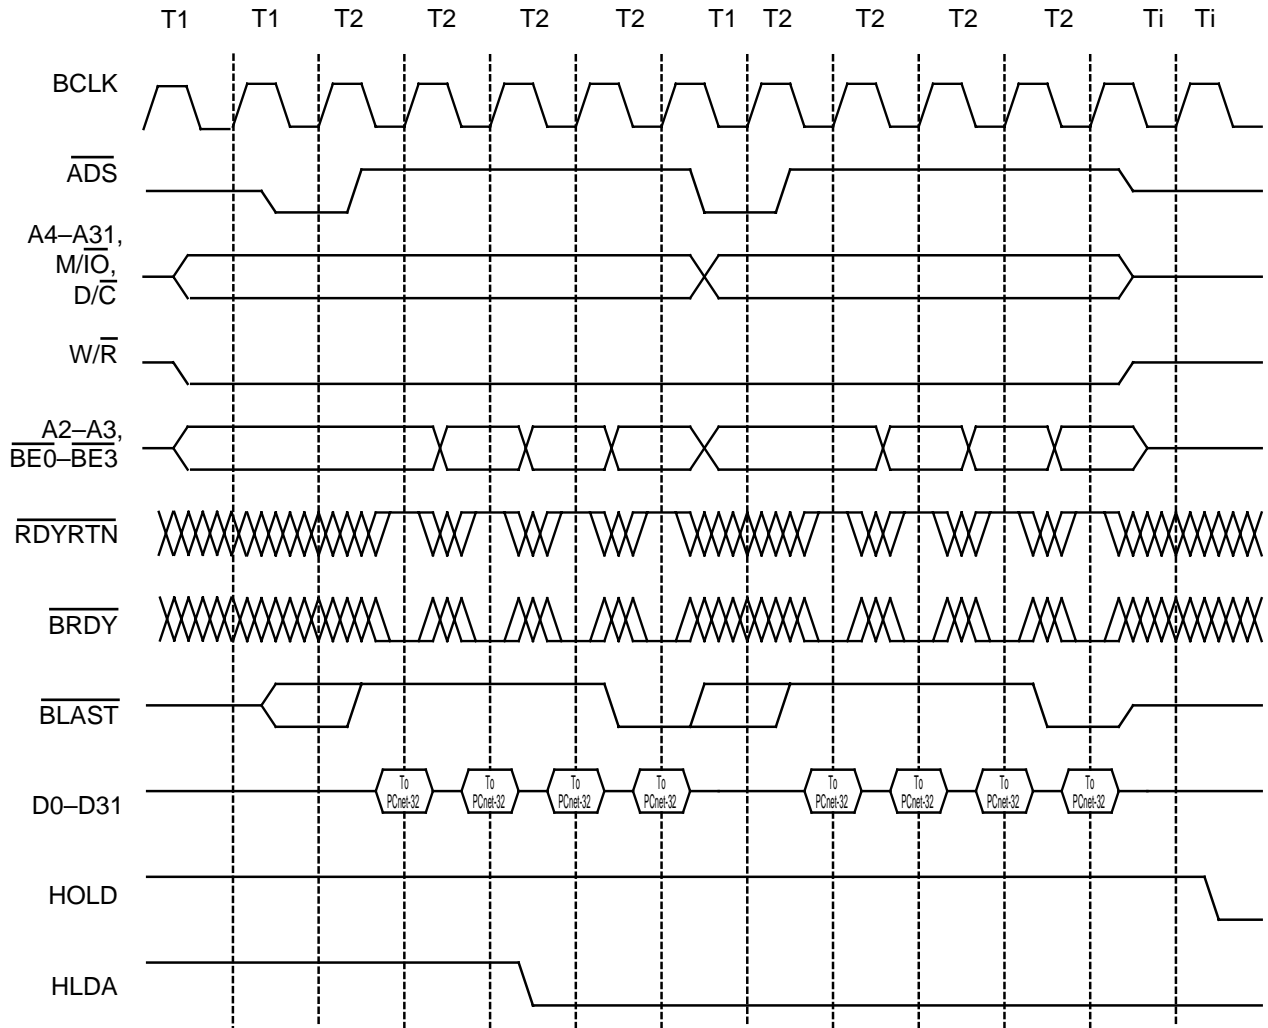 T1 T1 T2 T2 T2 T2 T1 T2 T2 T2 T2 Ti Ti
BCLK
ADS
A4–A31,
M/IO,
D/C
W/R
A2–A3,
BE0–BE3
RDYRTN
BRDY
BLAST
To To To To To To To To
PCnet-32 PCnet-32 PCnet-32 PCnet-32 PCnet-32 PCnet-32 PCnet-32 PCnet-32
D0–D31
HOLD
HLDA